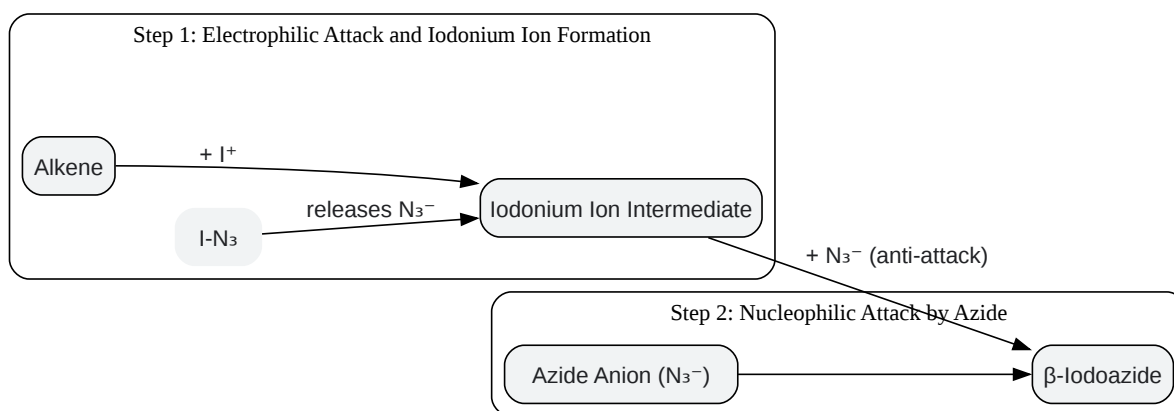 Step 1: Electrophilic Attack and Iodonium Ion Formation
+ I⁺
Alkene
Iodonium Ion Intermediate
releases N₃⁻
I-N₃
+ N₃⁻ (anti-attack)
Step 2: Nucleophilic Attack by Azide
Azide Anion (N₃⁻)
β-Iodoazide